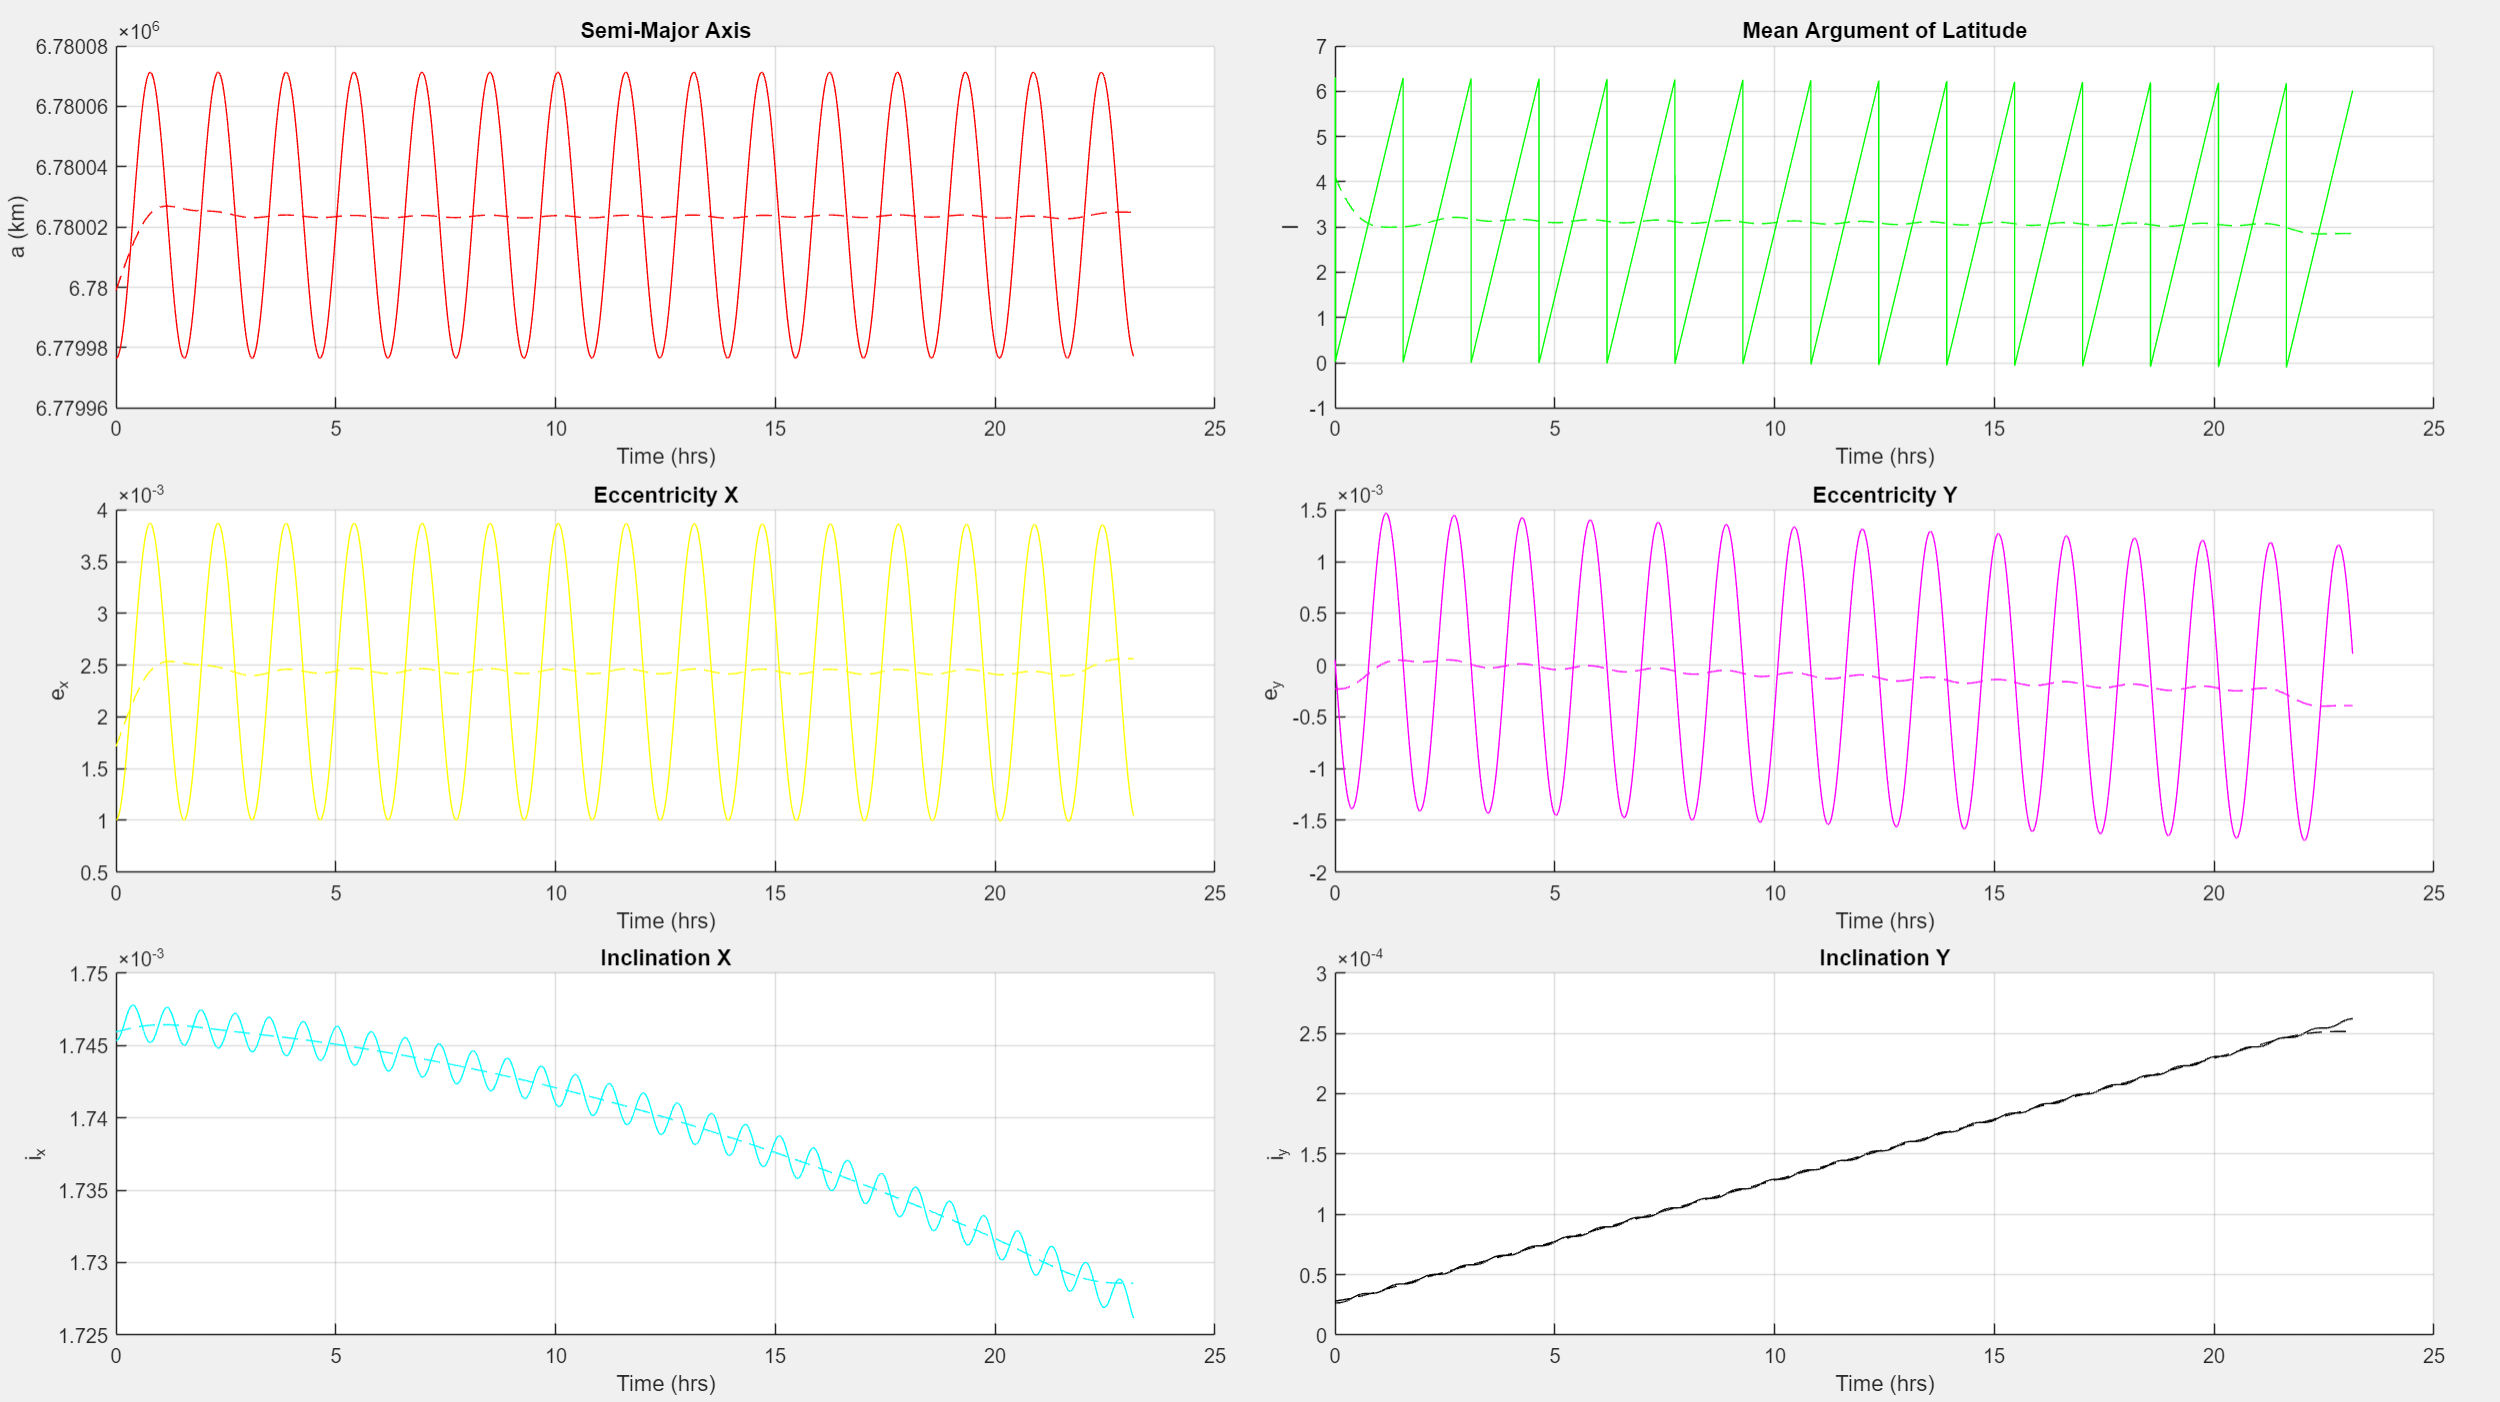 Semi-Major Axis
×10⁶
6.78008
6.78006
6.78004
6.78002
6.78
6.77998
6.77996
a (km)
0 5 10 15 20 25
Time (hrs)
Mean Argument of Latitude
7
6
5
4
3
2
1
0
-1
l
0 5 10 15 20 25
Time (hrs)
Eccentricity X
×10⁻³
4
3.5
3
2.5
2
1.5
1
0.5
eₓ
0 5 10 15 20 25
Time (hrs)
Eccentricity Y
×10⁻³
1.5
1
0.5
0
-0.5
-1
-1.5
-2
e_y
0 5 10 15 20 25
Time (hrs)
Inclination X
×10⁻³
1.75
1.745
1.74
1.735
1.73
1.725
iₓ
0 5 10 15 20 25
Time (hrs)
Inclination Y
×10⁻⁴
3
2.5
2
1.5
1
0.5
0
i_y
0 5 10 15 20 25
Time (hrs)